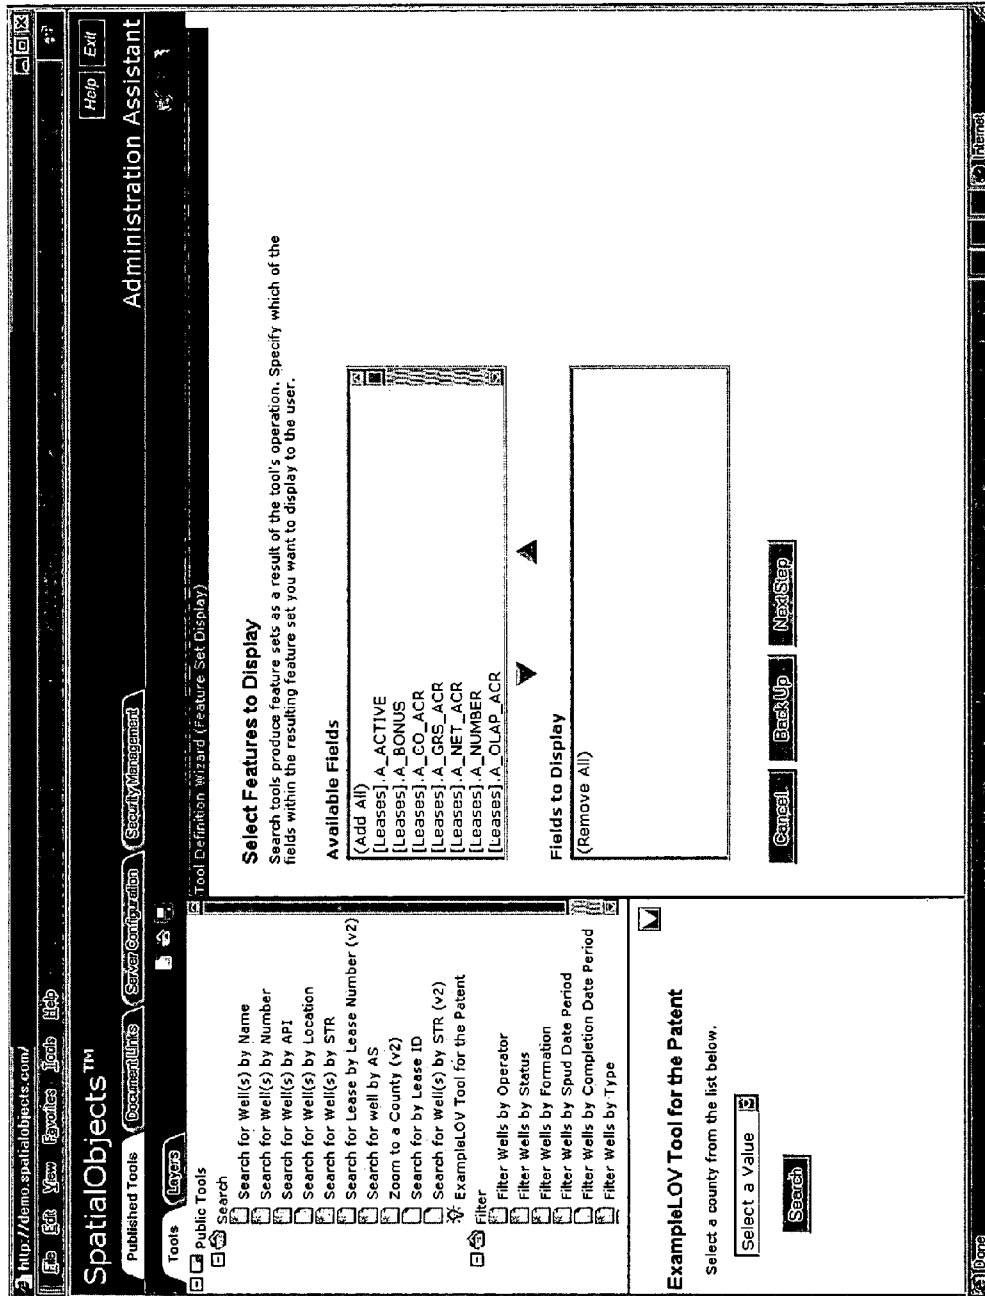 http://demo.spatialobjects.com/
File Edit View Favorites Tools Help
SpatialObjects™
Help Exit
Published Tools Document Links Server Configuration Security Management
Administration Assistant
Tools Layers
Public Tools
Search
Search for Well(s) by Name
Search for Well(s) by Number
Search for Well(s) by API
Search for Well(s) by Location
Search for Well(s) by STR
Search for Lease by Lease Number (v2)
Search for well by AS
Zoom to a County (v2)
Search for by Lease ID
Search for Well(s) by STR (v2)
ExampleLOV Tool for the Patent
Filter
Filter Wells by Operator
Filter Wells by Status
Filter Wells by Formation
Filter Wells by Spud Date Period
Filter Wells by Completion Date Period
Filter Wells by Type
ExampleLOV Tool for the Patent
Select a county from the list below.
Select a Value
Search
Tool Definition Wizard (Feature Set Display)
Select Features to Display
Search tools produce feature sets as a result of the tool's operation. Specify which of the
fields within the resulting feature set you want to display to the user.
Available Fields
(Add All)
[Leases].A_ACTIVE
[Leases].A_BONUS
[Leases].A_CO_ACR
[Leases].A_GRS_ACR
[Leases].A_NET_ACR
[Leases].A_NUMBER
[Leases].A_OLAP_ACR
Fields to Display
(Remove All)
Cancel Back Up Next Step
Done
Internet